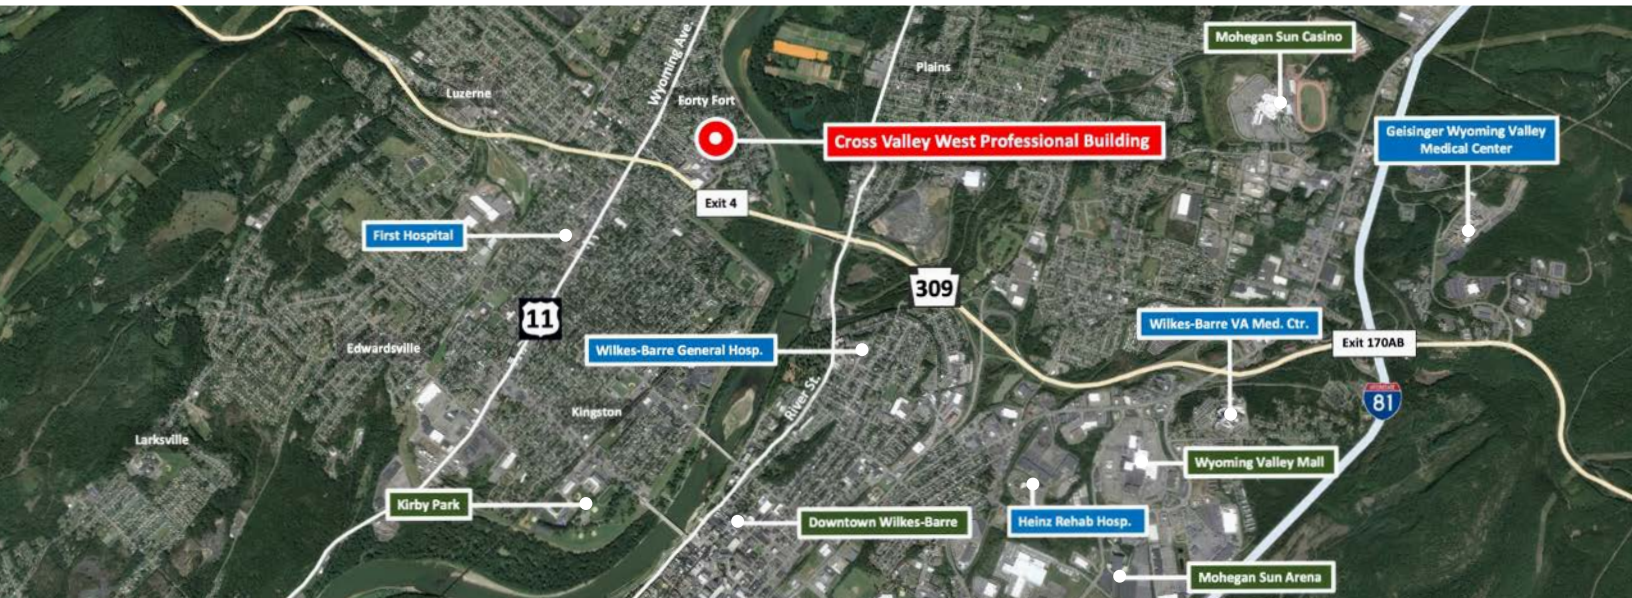 Mohegan Sun Casino
Wyoming Ave.
Plains
Luzerne
Forty Fort
Cross Valley West Professional Building
Geisinger Wyoming Valley
Medical Center
Exit 4
First Hospital
309
11
Wilkes-Barre VA Med. Ctr.
Exit 170AB
Edwardsville
Wilkes-Barre General Hosp.
River St.
81
Kingston
Larksville
Wyoming Valley Mall
Kirby Park
Downtown Wilkes-Barre
Heinz Rehab Hosp.
Mohegan Sun Arena